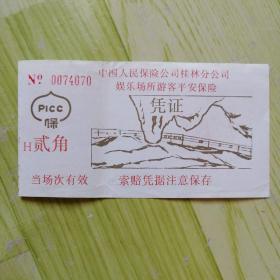 № 0074070
中国人民保险公司桂林分公司
娱乐场所游客平安保险
PICC
保
凭证
H贰角
当场次有效
索赔凭据注意保存